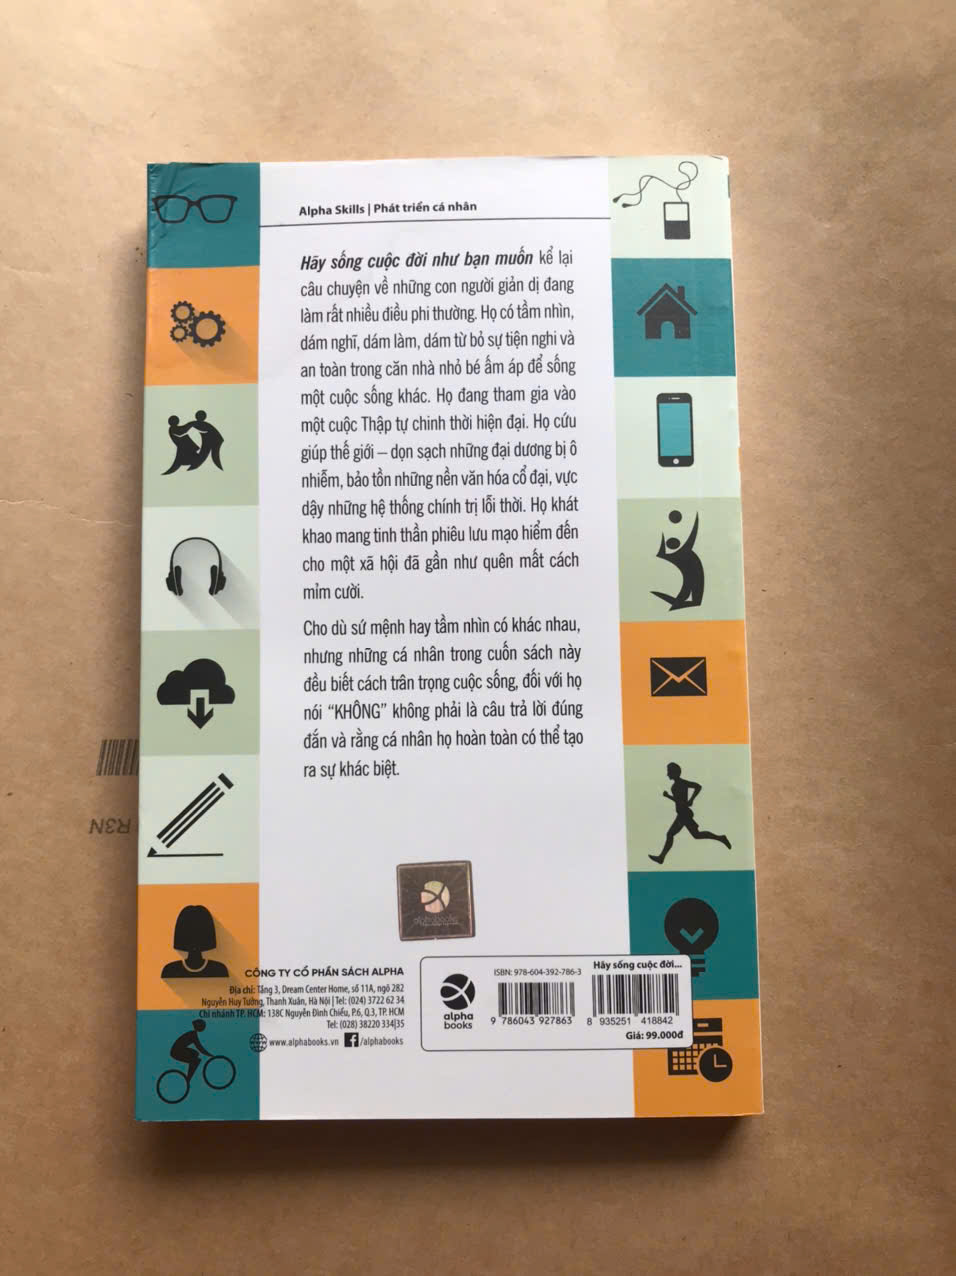 Alpha Skills | Phát triển cá nhân
Hãy sống cuộc đời như bạn muốn kể lại
câu chuyện về những con người giản dị đang
làm rất nhiều điều phi thường. Họ có tầm nhìn,
dám nghĩ, dám làm, dám từ bỏ sự tiện nghi và
an toàn trong căn nhà nhỏ bé ấm áp để sống
một cuộc sống khác. Họ đang tham gia vào
một cuộc Thập tự chinh thời hiện đại. Họ cứu
giúp thế giới – dọn sạch những đại dương bị ô
nhiễm, bảo tồn những nền văn hóa cổ đại, vực
dậy những hệ thống chính trị lỗi thời. Họ khát
khao mang tinh thần phiêu lưu mạo hiểm đến
cho một xã hội đã gần như quên mất cách
mỉm cười.
Cho dù sứ mệnh hay tầm nhìn có khác nhau,
nhưng những cá nhân trong cuốn sách này
đều biết cách trân trọng cuộc sống, đối với họ
nói “KHÔNG” không phải là câu trả lời đúng
đắn và rằng cá nhân họ hoàn toàn có thể tạo
ra sự khác biệt.
R3N
alphabooks
CÔNG TY CỔ PHẦN SÁCH ALPHA
Địa chỉ: Tầng 3, Dream Center Home, số 11A, ngõ 282
Nguyễn Huy Tưởng, Thanh Xuân, Hà Nội | Tel: (024) 3722 62 34
Chi nhánh TP. HCM: 138C Nguyễn Đình Chiểu, P.6, Q.3, TP. HCM
Tel: (028) 38220 334|35
www.alphabooks.vn /alphabooks
alpha
books
ISBN: 978-604-392-786-3
9 786043 927863
Hãy sống cuộc đời...
8 935251 418842
Giá: 99.000đ